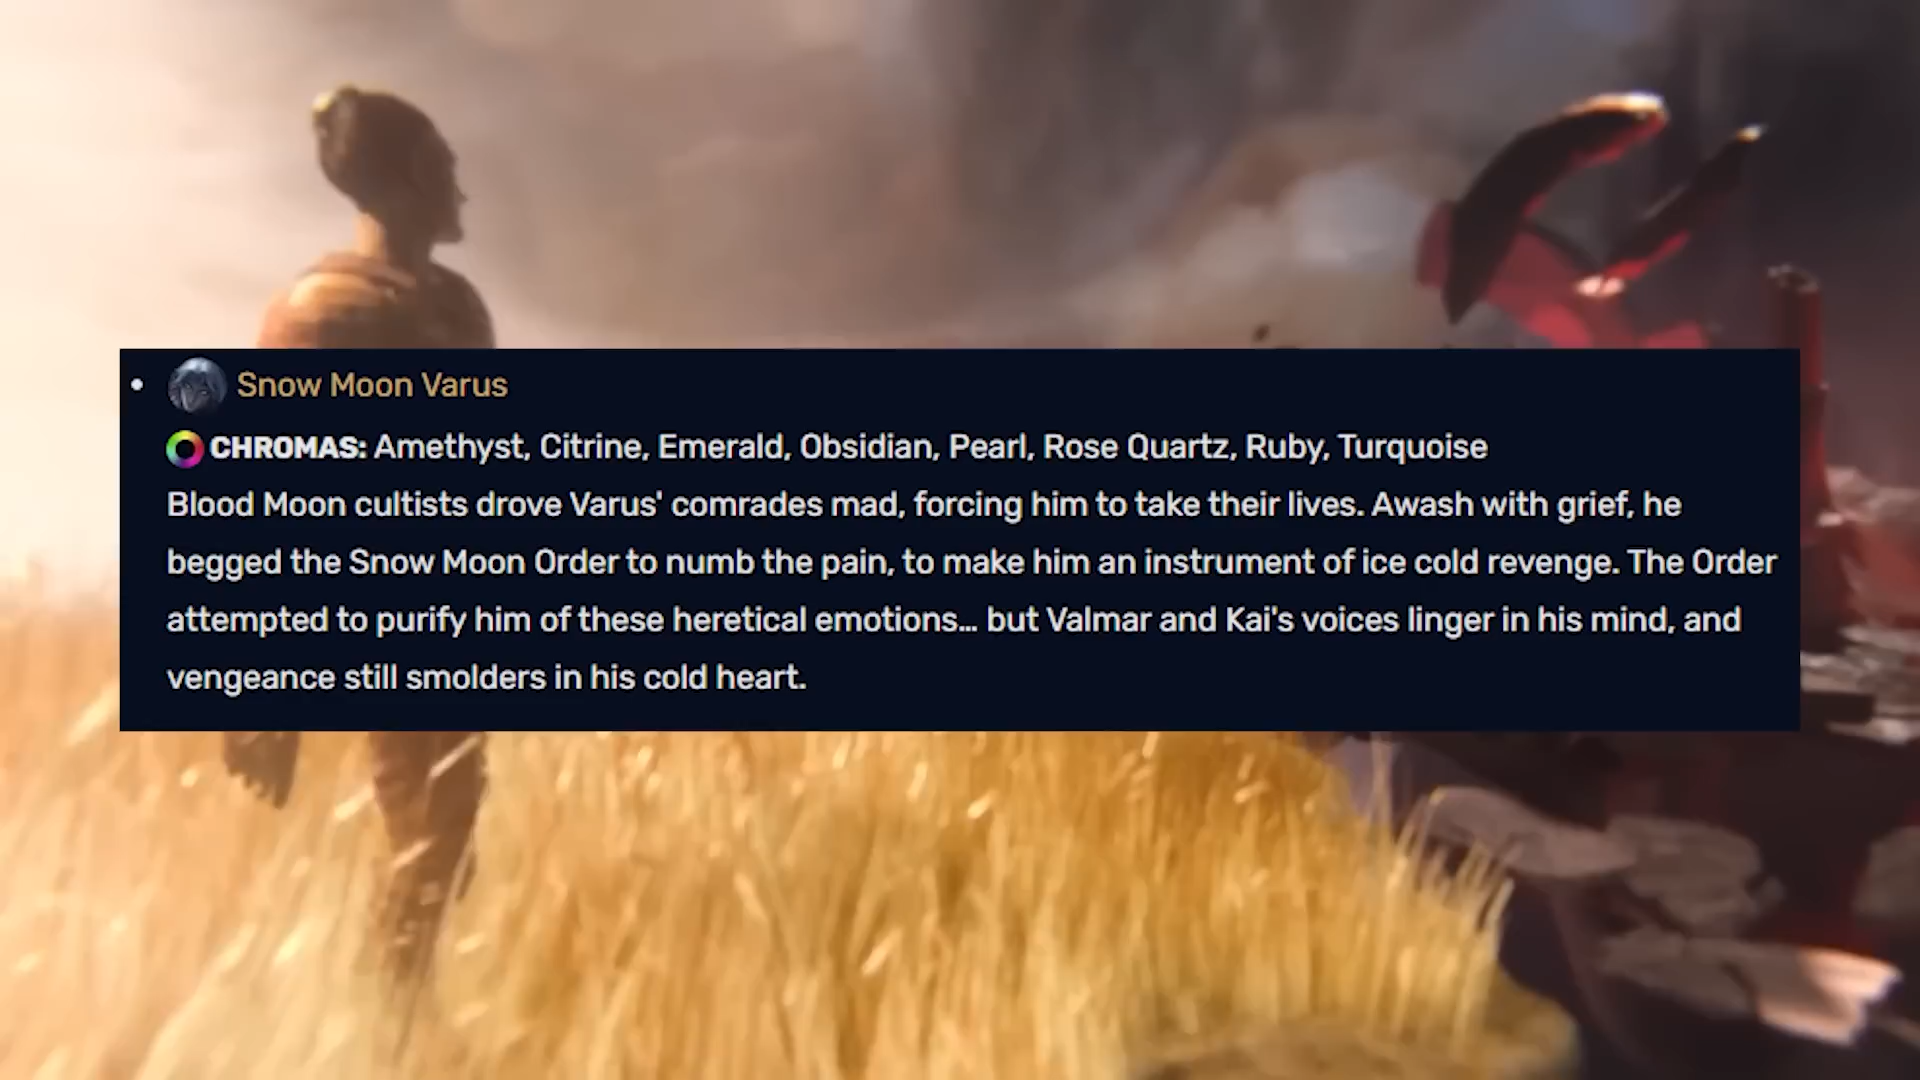 Snow Moon Varus
CHROMAS: Amethyst, Citrine, Emerald, Obsidian, Pearl, Rose Quartz, Ruby, Turquoise
Blood Moon cultists drove Varus' comrades mad, forcing him to take their lives. Awash with grief, he
begged the Snow Moon Order to numb the pain, to make him an instrument of ice cold revenge. The Order
attempted to purify him of these heretical emotions... but Valmar and Kai's voices linger in his mind, and
vengeance still smolders in his cold heart.